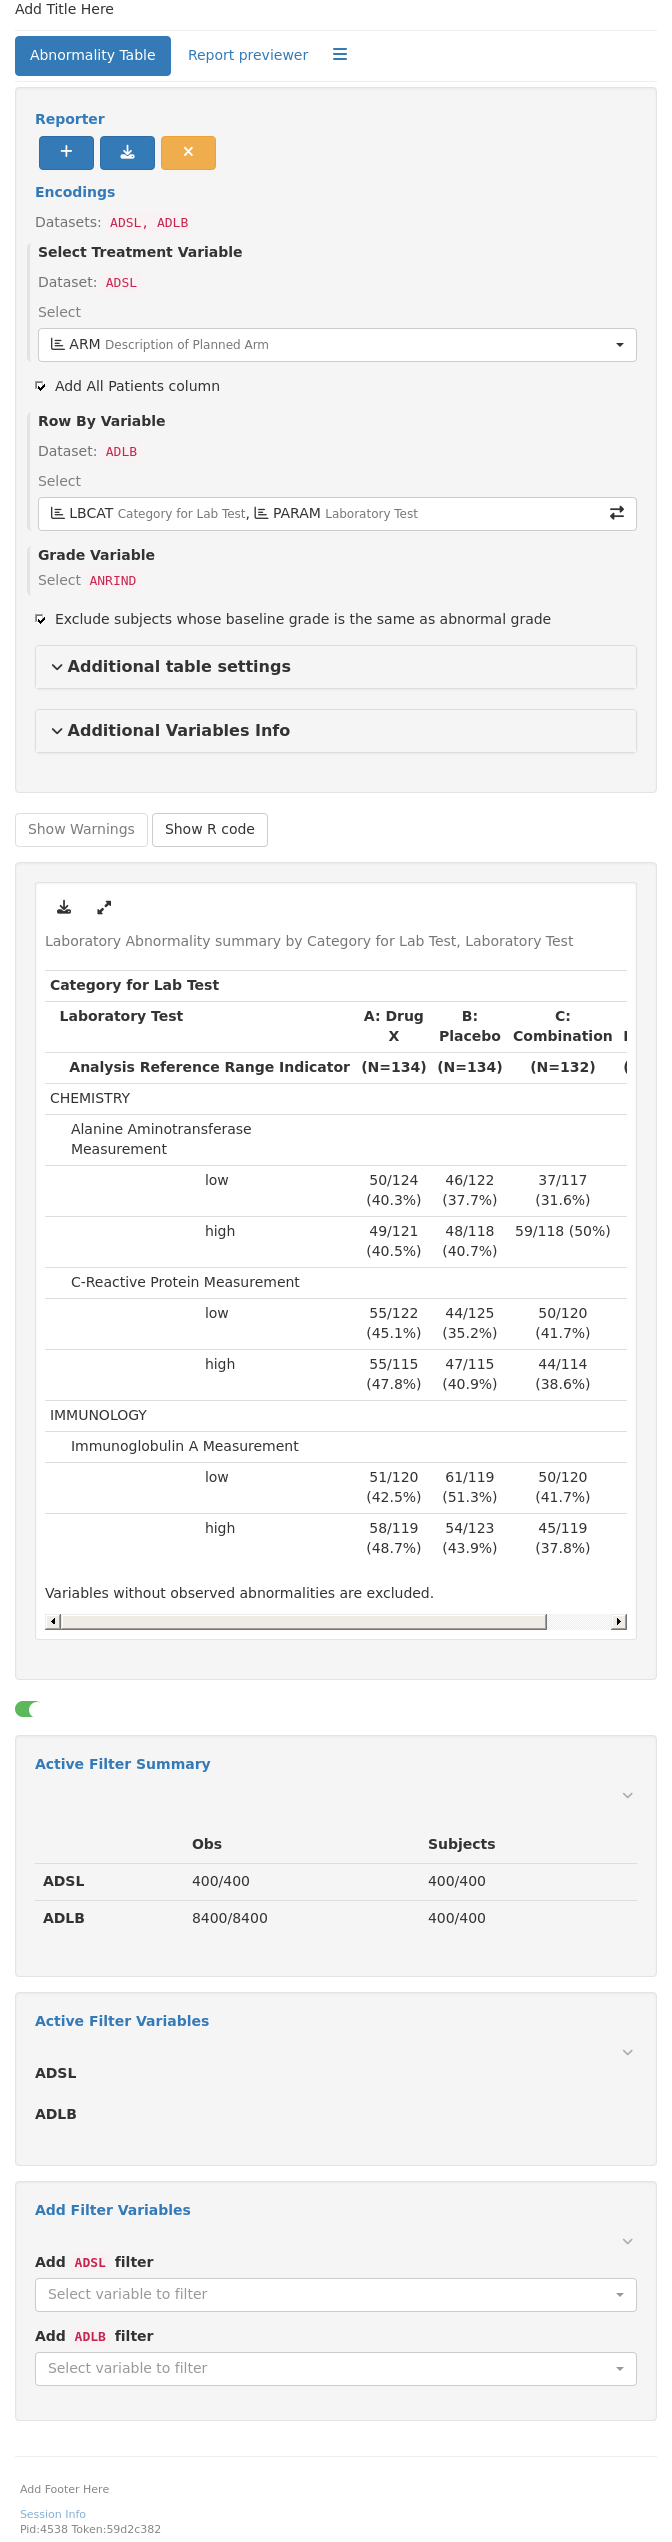 Add Title Here
Abnormality Table Report previewer
Reporter
Encodings
Datasets: ADSL, ADLB
Select Treatment Variable
Dataset: ADSL
Select
ARM Description of Planned Arm
Add All Patients column
Row By Variable
Dataset: ADLB
Select
LBCAT Category for Lab Test, PARAM Laboratory Test
Grade Variable
Select ANRIND
Exclude subjects whose baseline grade is the same as abnormal grade
Additional table settings
Additional Variables Info
Show Warnings Show R code
Laboratory Abnormality summary by Category for Lab Test, Laboratory Test
Category for Lab Test
Laboratory Test A: Drug B: C:
X Placebo Combination
Analysis Reference Range Indicator (N=134) (N=134) (N=132) (
CHEMISTRY
Alanine Aminotransferase
Measurement
low 50/124 46/122 37/117
(40.3%) (37.7%) (31.6%)
high 49/121 48/118 59/118 (50%)
(40.5%) (40.7%)
C-Reactive Protein Measurement
low 55/122 44/125 50/120
(45.1%) (35.2%) (41.7%)
high 55/115 47/115 44/114
(47.8%) (40.9%) (38.6%)
IMMUNOLOGY
Immunoglobulin A Measurement
low 51/120 61/119 50/120
(42.5%) (51.3%) (41.7%)
high 58/119 54/123 45/119
(48.7%) (43.9%) (37.8%)
Variables without observed abnormalities are excluded.
Active Filter Summary
Obs Subjects
ADSL 400/400 400/400
ADLB 8400/8400 400/400
Active Filter Variables
ADSL
ADLB
Add Filter Variables
Add ADSL filter
Select variable to filter
Add ADLB filter
Select variable to filter
Add Footer Here
Session Info
Pid:4538 Token:59d2c382